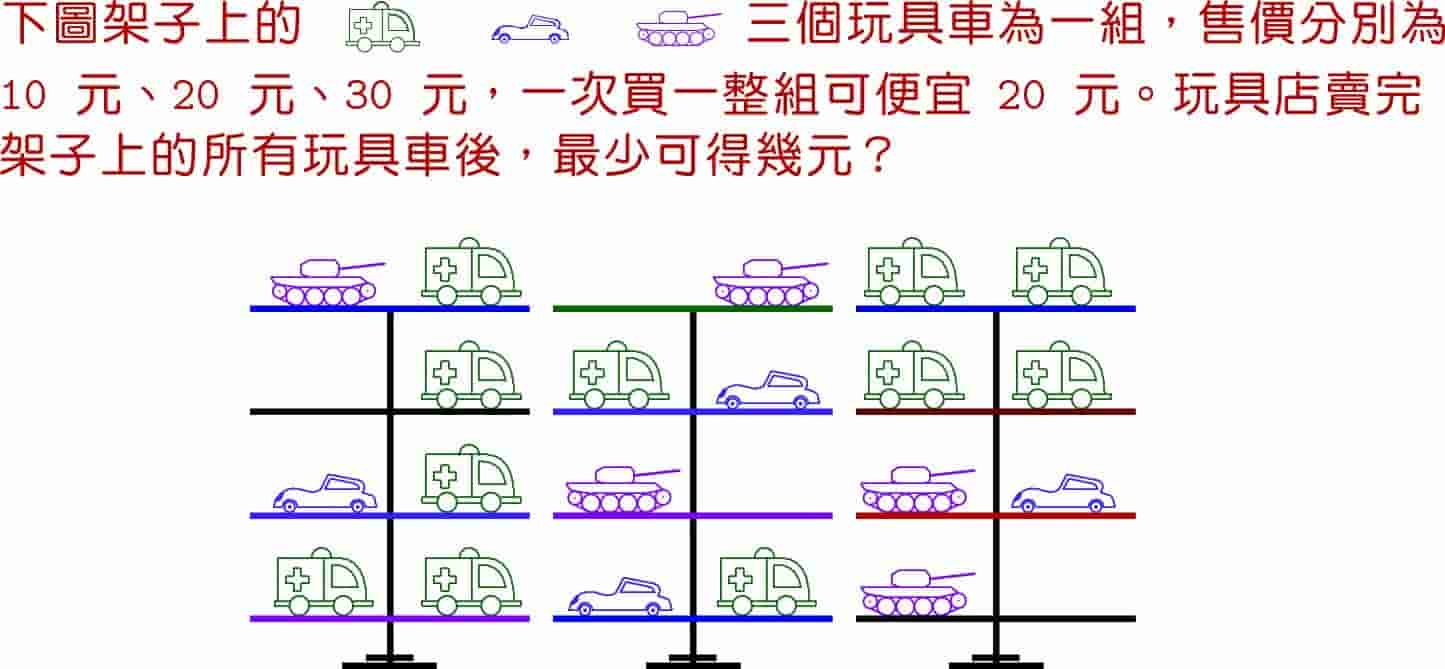 下圖架子上的 三個玩具車為一組，售價分別為
10 元、20 元、30 元，一次買一整組可便宜 20 元。玩具店賣完
架子上的所有玩具車後，最少可得幾元？